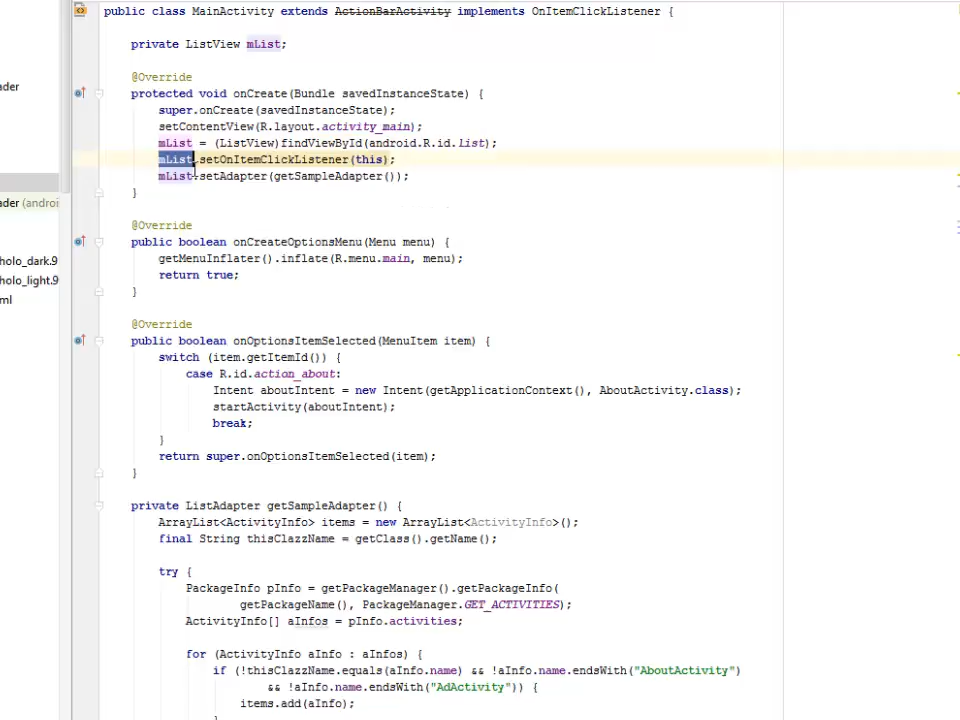 public class MainActivity extends ActionBarActivity implements OnItemClickListener {
private ListView mList;
@Override
protected void onCreate(Bundle savedInstanceState) {
super.onCreate(savedInstanceState);
setContentView(R.layout.activity_main);
mList = (ListView)findViewById(android.R.id.List);
mList.setOnItemClickListener(this);
mList.setAdapter(getSampleAdapter());
}
@Override
public boolean onCreateOptionsMenu(Menu menu) {
getMenuInflater().inflate(R.menu.main, menu);
return true;
}
@Override
public boolean onOptionsItemSelected(MenuItem item) {
switch (item.getItemId()) {
case R.id.action_about:
Intent aboutIntent = new Intent(getApplicationContext(), AboutActivity.class);
startActivity(aboutIntent);
break;
}
return super.onOptionsItemSelected(item);
}
private ListAdapter getSampleAdapter() {
ArrayList<ActivityInfo> items = new ArrayList<ActivityInfo>();
final String thisClazzName = getClass().getName();
try {
PackageInfo pInfo = getPackageManager().getPackageInfo(
getPackageName(), PackageManager.GET_ACTIVITIES);
ActivityInfo[] aInfos = pInfo.activities;
for (ActivityInfo aInfo : aInfos) {
if (!thisClazzName.equals(aInfo.name) && !aInfo.name.endsWith("AboutActivity")
&& !aInfo.name.endsWith("AdActivity")) {
items.add(aInfo);
ader
ader (androi
holo_dark.9
holo_light.9
ml